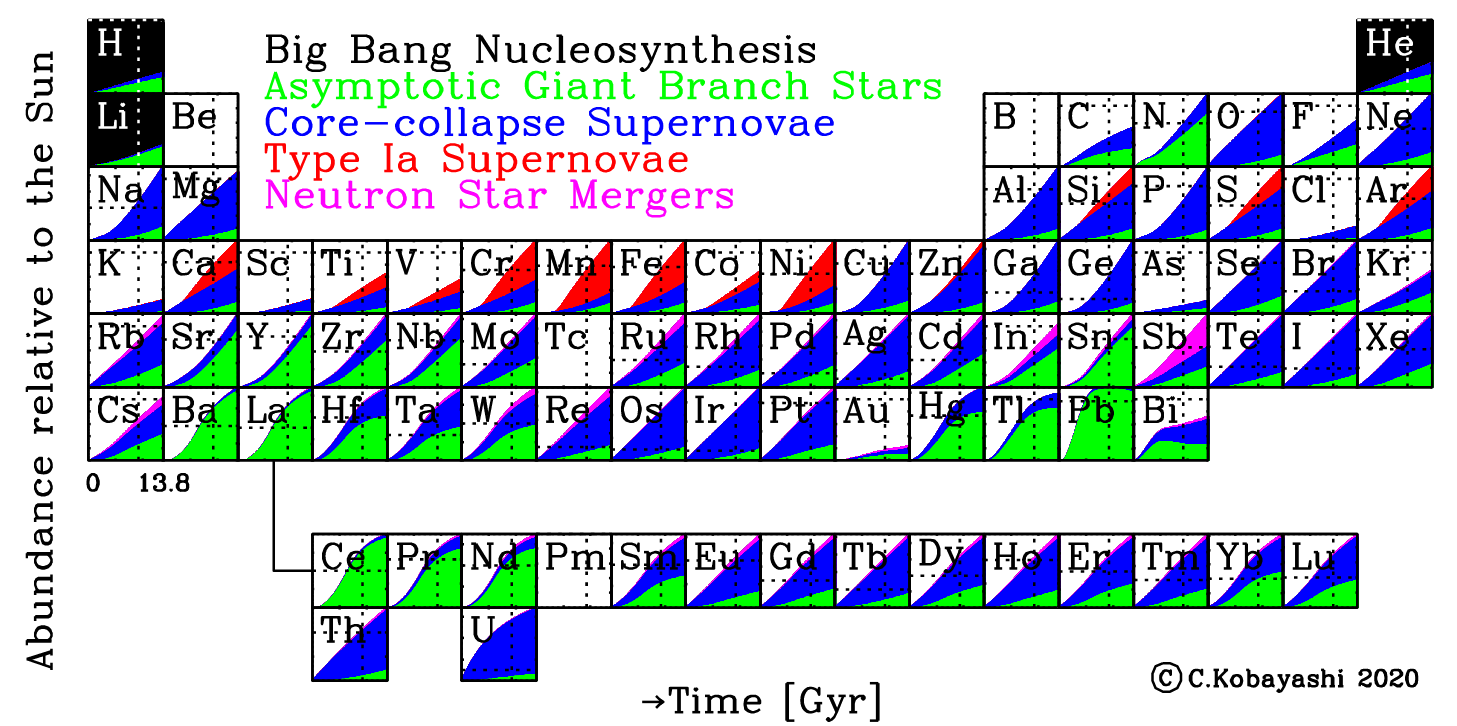 H
Big Bang Nucleosynthesis
He
Asymptotic Giant Branch Stars
Li Be
Core-collapse Supernovae
B C N O F Ne
Type Ia Supernovae
Na Mg
Neutron Star Mergers
Al Si P S Cl Ar
K Ca Sc Ti V Cr Mn Fe Co Ni Cu Zn Ga Ge As Se Br Kr
Rb Sr Y Zr Nb Mo Tc Ru Rh Pd Ag Cd In Sn Sb Te I Xe
Cs Ba La Hf Ta W Re Os Ir Pt Au Hg Tl Pb Bi
0 13.8
Ce Pr Nd Pm Sm Eu Gd Tb Dy Ho Er Tm Yb Lu
Th U
Abundance relative to the Sun
→Time [Gyr]
© C.Kobayashi 2020